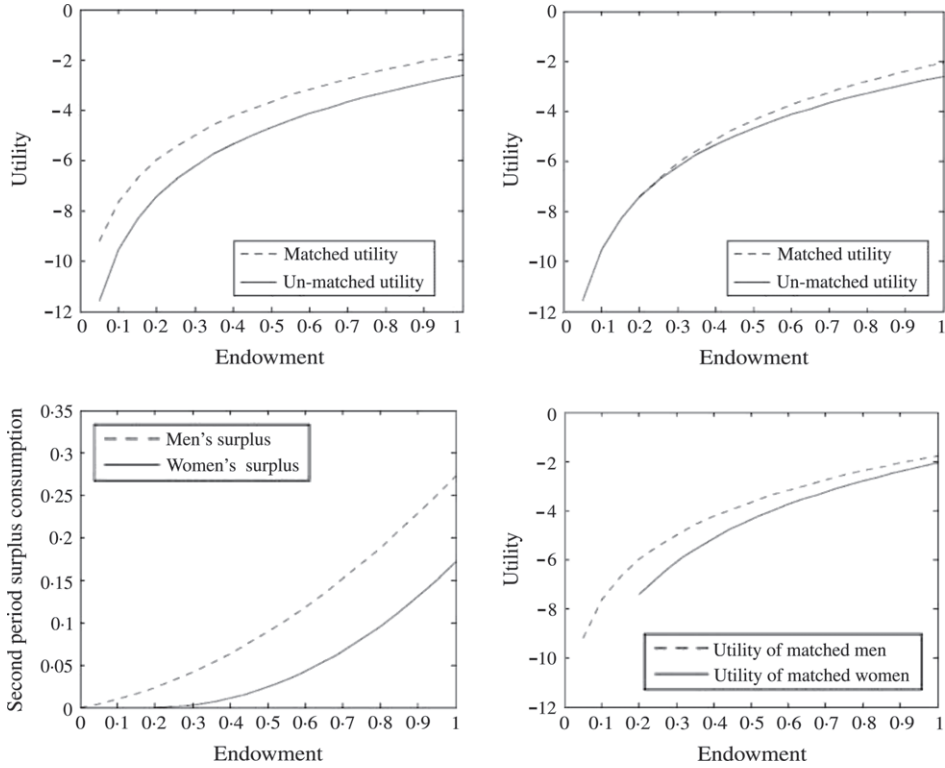 0
−2
−4
−6
−8
−10
−12
Utility
Matched utility
Un-matched utility
0 0·1 0·2 0·3 0·4 0·5 0·6 0·7 0·8 0·9 1
Endowment
0
−2
−4
−6
−8
−10
−12
Utility
Matched utility
Un-matched utility
0 0·1 0·2 0·3 0·4 0·5 0·6 0·7 0·8 0·9 1
Endowment
0·35
0·3
0·25
0·2
0·15
0·1
0·05
0
Second period surplus consumption
Men's surplus
Women's surplus
0 0·1 0·2 0·3 0·4 0·5 0·6 0·7 0·8 0·9 1
Endowment
0
−2
−4
−6
−8
−10
−12
Utility
Utility of matched men
Utility of matched women
0 0·1 0·2 0·3 0·4 0·5 0·6 0·7 0·8 0·9 1
Endowment